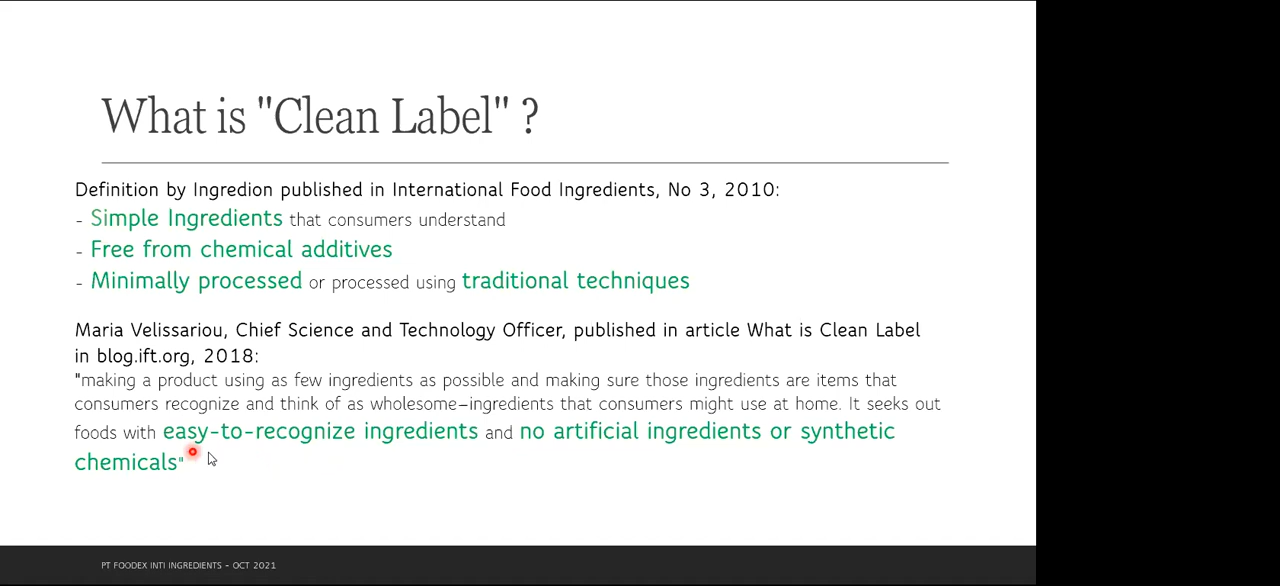 What is "Clean Label" ?
Definition by Ingredion published in International Food Ingredients, No 3, 2010:
- Simple Ingredients that consumers understand
- Free from chemical additives
- Minimally processed or processed using traditional techniques
Maria Velissariou, Chief Science and Technology Officer, published in article What is Clean Label
in blog.ift.org, 2018:
"making a product using as few ingredients as possible and making sure those ingredients are items that
consumers recognize and think of as wholesome–ingredients that consumers might use at home. It seeks out
foods with easy-to-recognize ingredients and no artificial ingredients or synthetic
chemicals"
PT FOODEX INTI INGREDIENTS - OCT 2021